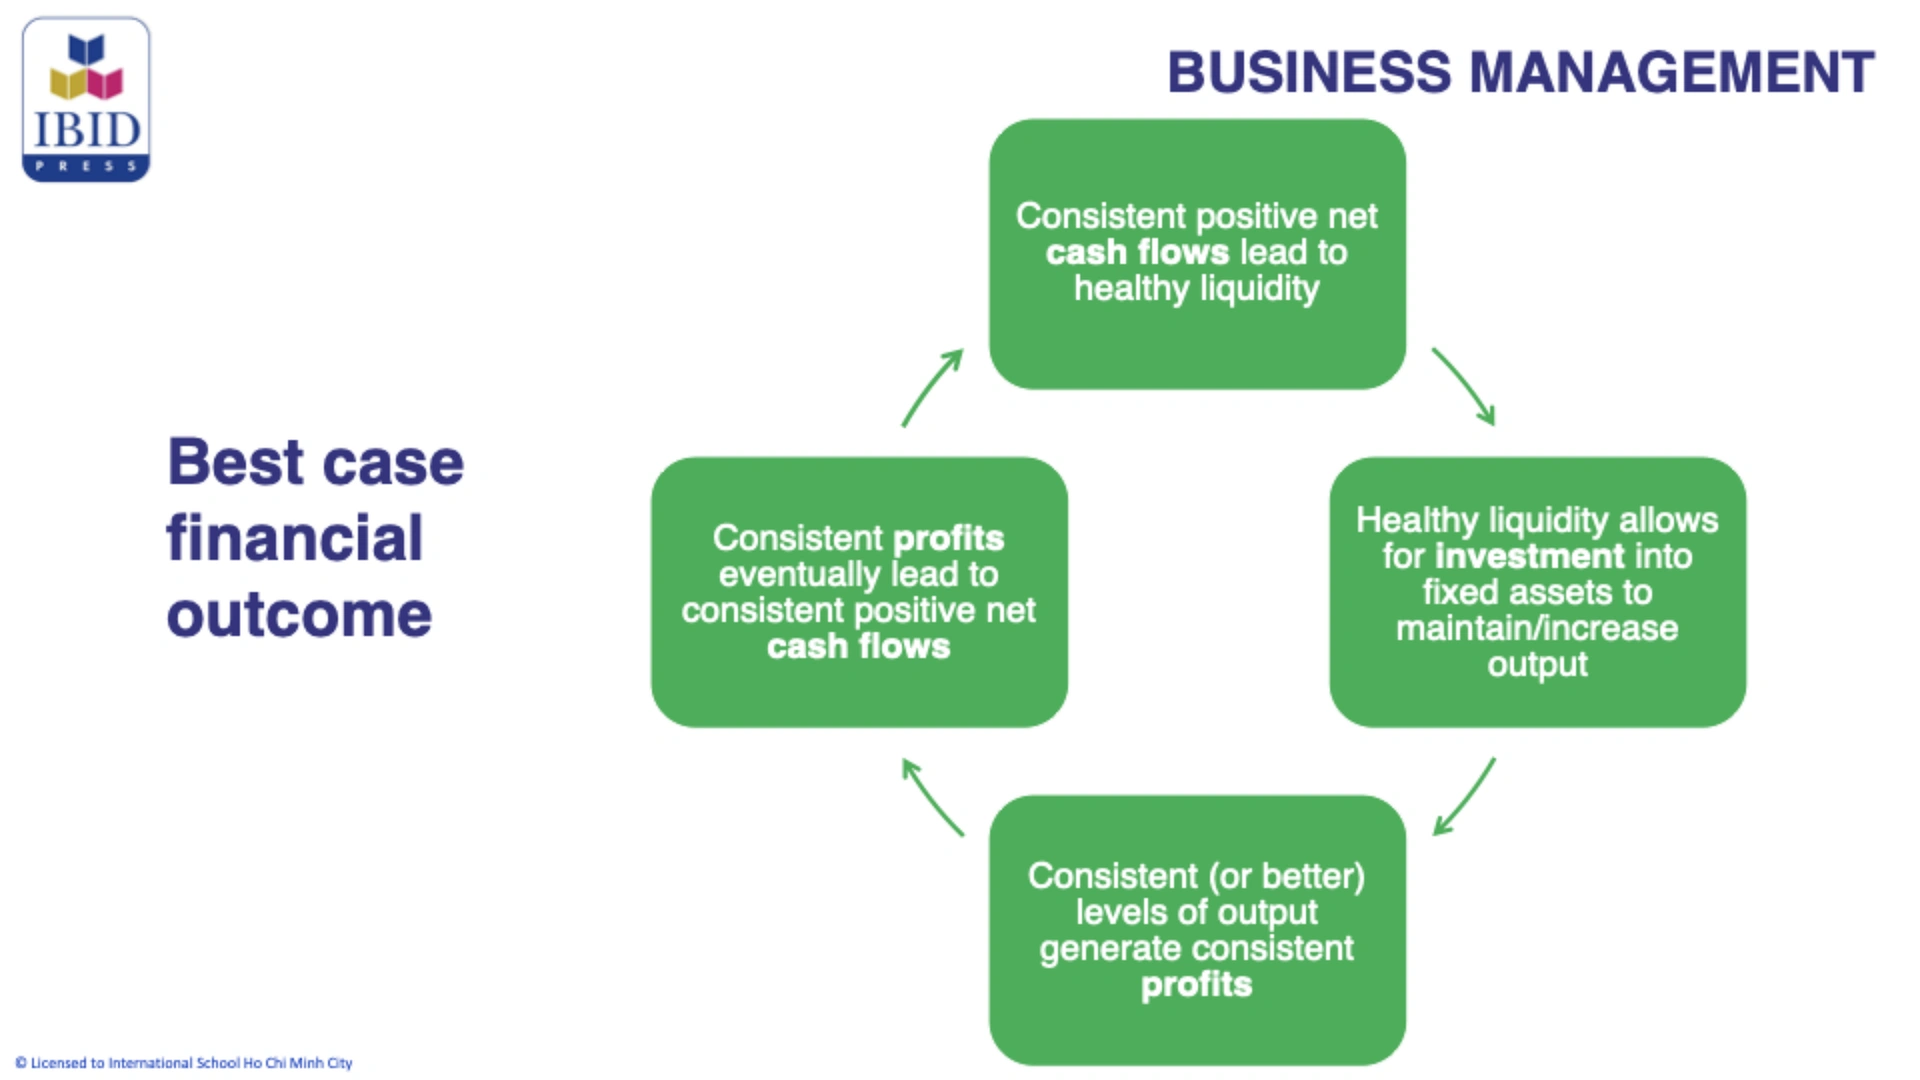 IBID
PRESS
BUSINESS MANAGEMENT
Best case
financial
outcome
Consistent positive net
cash flows lead to
healthy liquidity
Healthy liquidity allows
for investment into
fixed assets to
maintain/increase
output
Consistent (or better)
levels of output
generate consistent
profits
Consistent profits
eventually lead to
consistent positive net
cash flows
© Licensed to International School Ho Chi Minh City